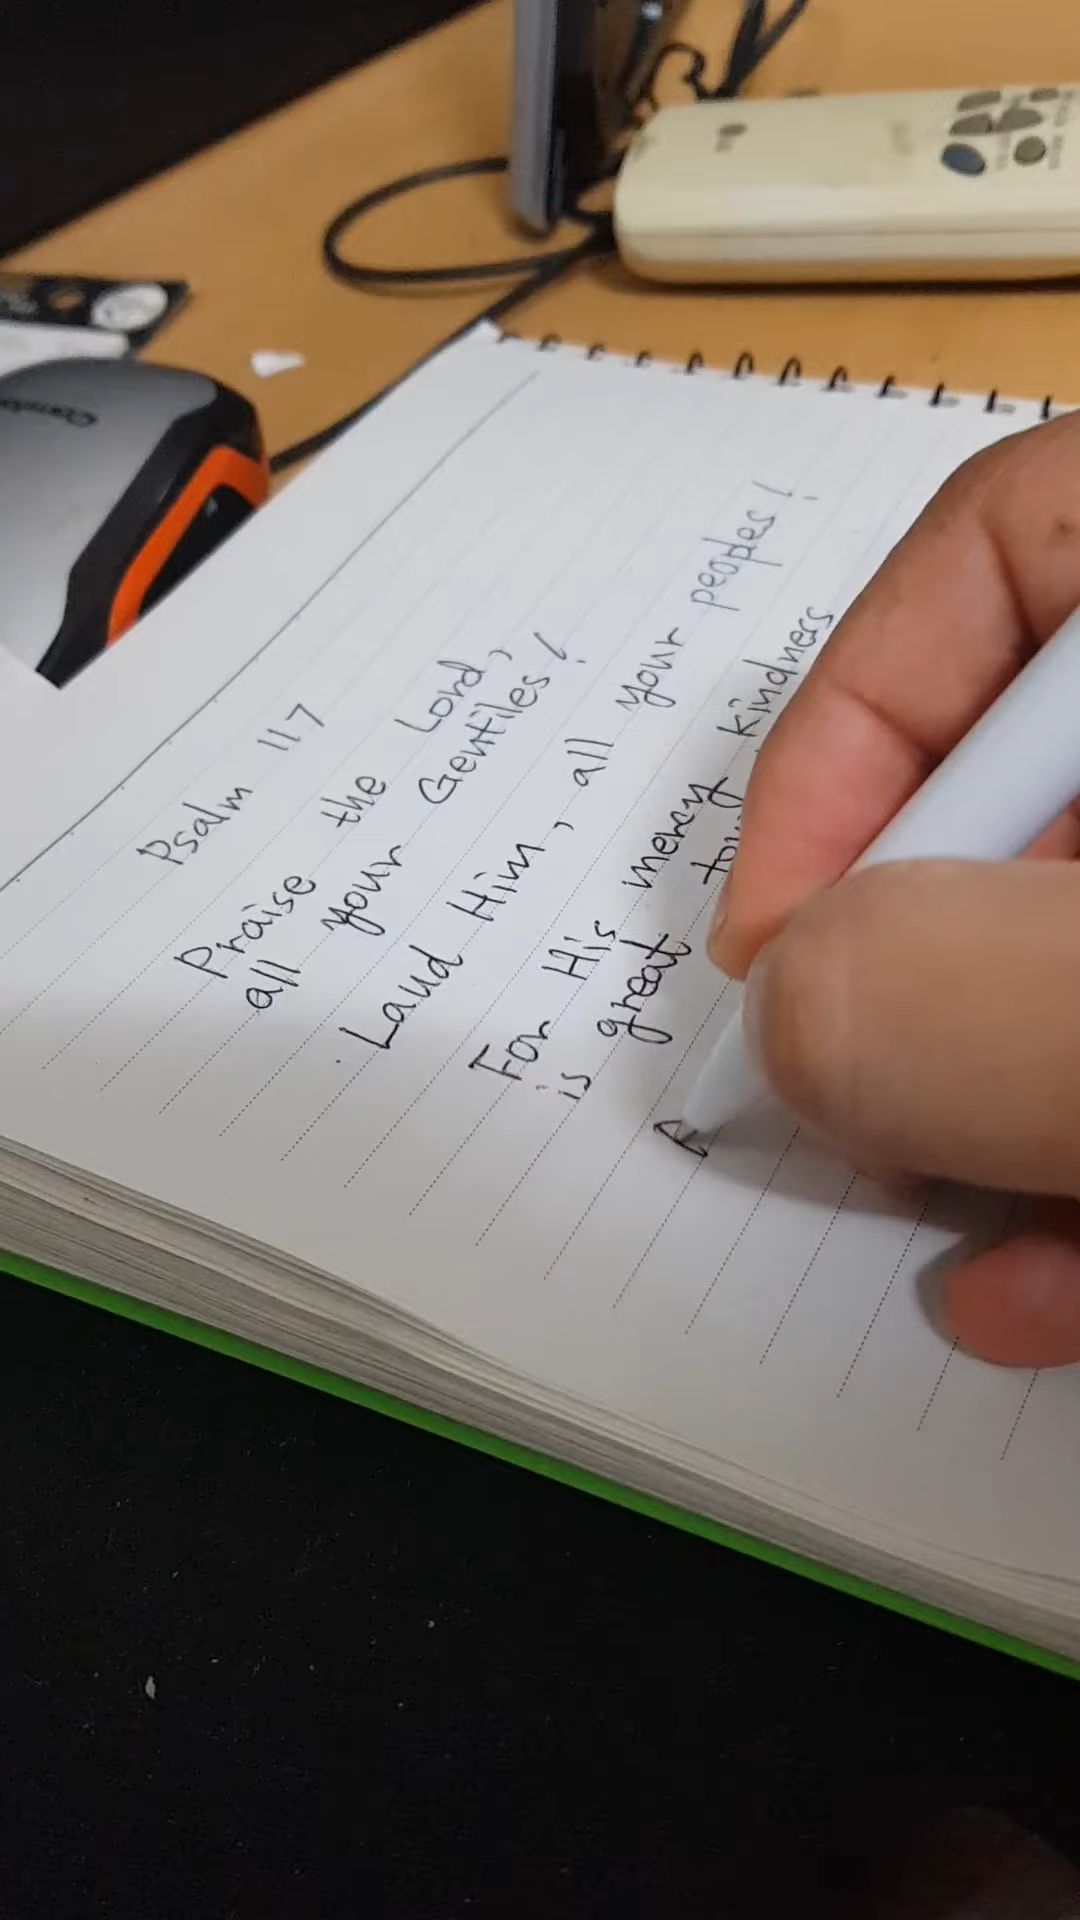 Psalm 117
Praise the Lord,
all your Gentiles!
Laud Him, all your peoples!
For His mercy kindness
is great
A